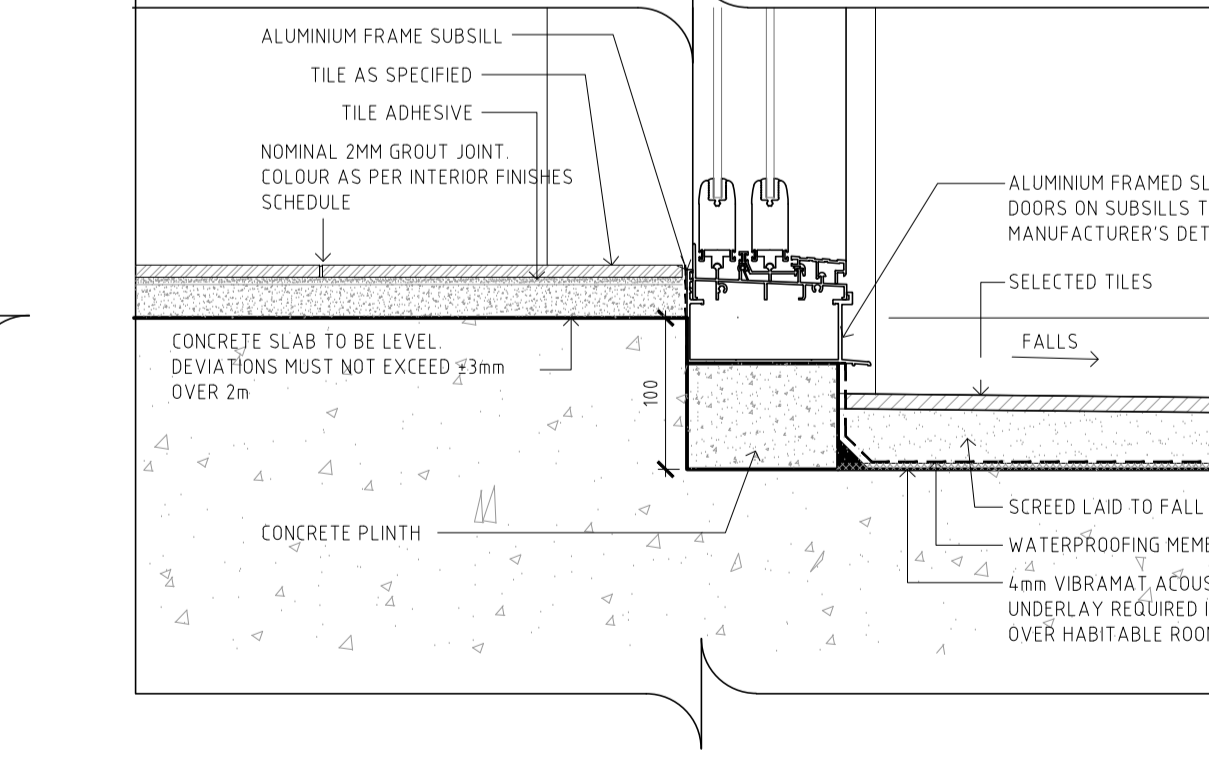 ALUMINIUM FRAME SUBSILL
TILE AS SPECIFIED
TILE ADHESIVE
NOMINAL 2MM GROUT JOINT.
COLOUR AS PER INTERIOR FINISHES
SCHEDULE
CONCRETE SLAB TO BE LEVEL.
DEVIATIONS MUST NOT EXCEED ±3mm
OVER 2m
100
CONCRETE PLINTH
ALUMINIUM FRAMED SL
DOORS ON SUBSILLS T
MANUFACTURER'S DET
SELECTED TILES
FALLS
SCREED LAID TO FALL
WATERPROOFING MEMB
4mm VIBRAMAT ACOUS
UNDERLAY REQUIRED I
OVER HABITABLE ROOM